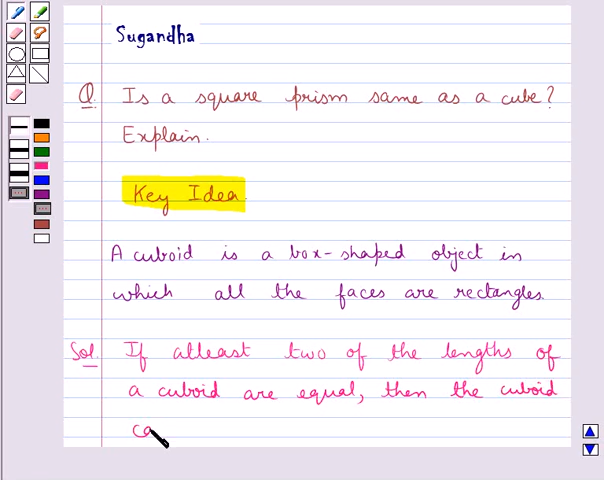 Sugandha
Q. Is a square prism same as a cube?
Explain.
Key Idea.
A cuboid is a box-shaped object in
which all the faces are rectangles.
Sol. If atleast two of the lengths of
a cuboid are equal, then the cuboid
ca